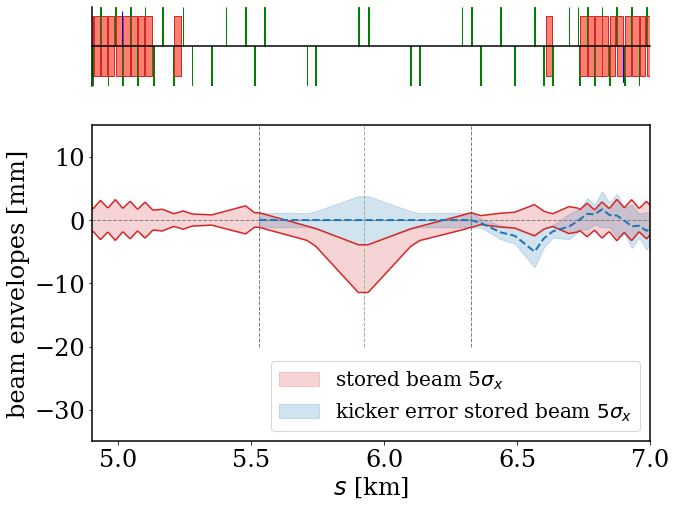 10
0
−10
−20
−30
beam envelopes [mm]
stored beam 5σₓ
kicker error stored beam 5σₓ
5.0 5.5 6.0 6.5 7.0
s [km]